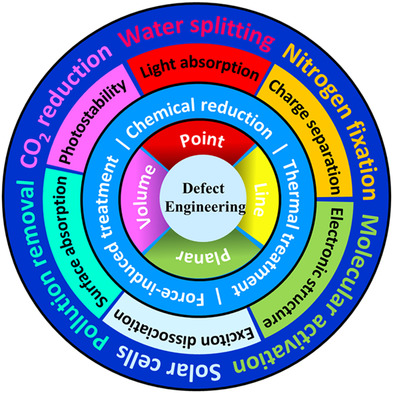 Water splitting
Nitrogen fixation
Molecular activation
Solar cells
Pollution removal
CO₂ reduction
Light absorption
Charge separation
Electronic structure
Exciton dissociation
Surface absorption
Photostability
| Chemical reduction
| Thermal treatment
| Force-induced treatment
Point
Line
Planar
Volume
Defect
Engineering